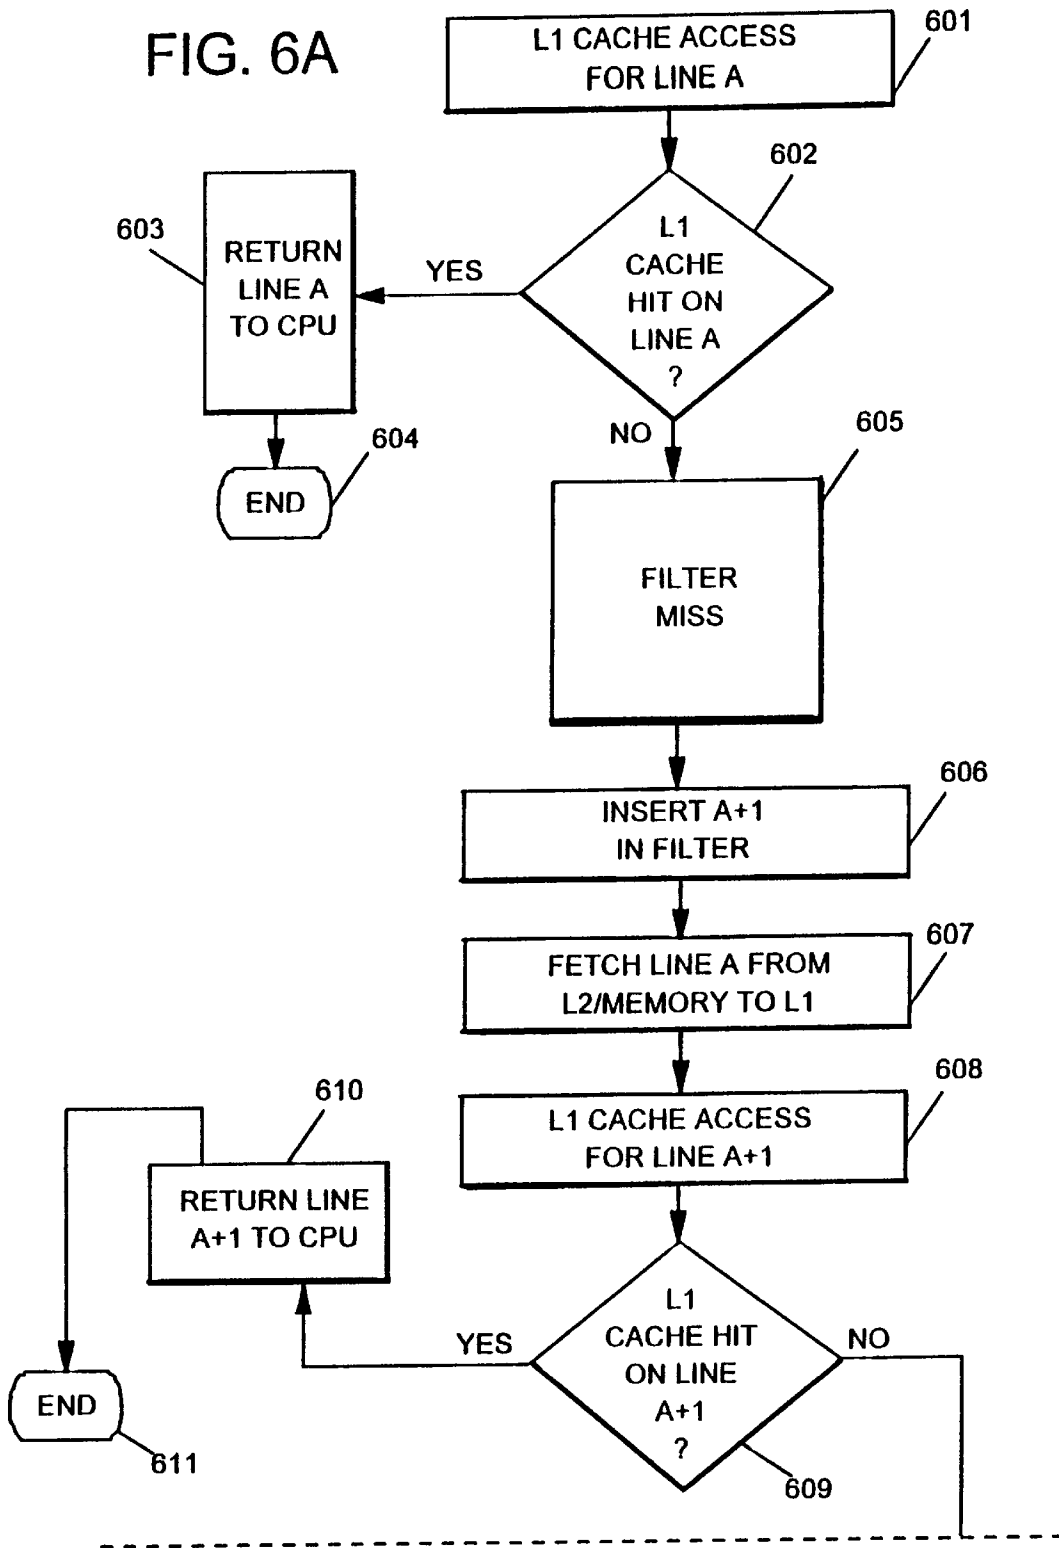 FIG. 6A
L1 CACHE ACCESS
FOR LINE A
601
602
L1
CACHE
HIT ON
LINE A
?
YES
603
RETURN
LINE A
TO CPU
604
END
NO
605
FILTER
MISS
606
INSERT A+1
IN FILTER
607
FETCH LINE A FROM
L2/MEMORY TO L1
608
L1 CACHE ACCESS
FOR LINE A+1
610
RETURN LINE
A+1 TO CPU
L1
CACHE HIT
ON LINE
A+1
?
YES
NO
END
611
609